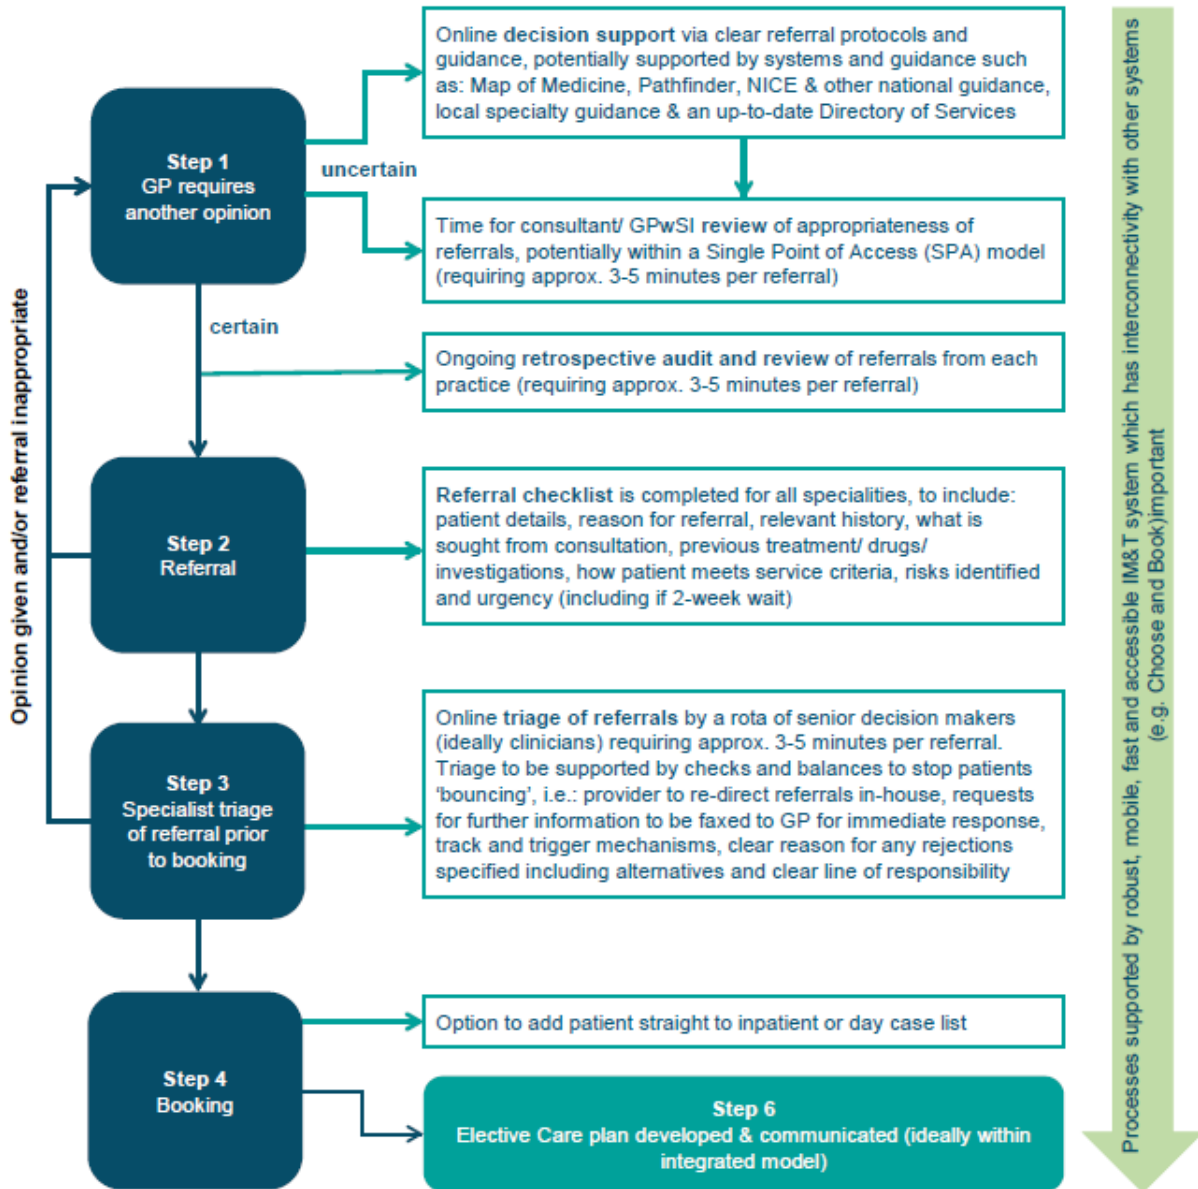 Online decision support via clear referral protocols and
guidance, potentially supported by systems and guidance such
as: Map of Medicine, Pathfinder, NICE & other national guidance,
local specialty guidance & an up-to-date Directory of Services
Step 1
GP requires
another opinion
uncertain
Time for consultant/ GPwSI review of appropriateness of
referrals, potentially within a Single Point of Access (SPA) model
(requiring approx. 3-5 minutes per referral)
certain
Ongoing retrospective audit and review of referrals from each
practice (requiring approx. 3-5 minutes per referral)
Opinion given and/or referral inappropriate
Step 2
Referral
Referral checklist is completed for all specialities, to include:
patient details, reason for referral, relevant history, what is
sought from consultation, previous treatment/ drugs/
investigations, how patient meets service criteria, risks identified
and urgency (including if 2-week wait)
Step 3
Specialist triage
of referral prior
to booking
Online triage of referrals by a rota of senior decision makers
(ideally clinicians) requiring approx. 3-5 minutes per referral.
Triage to be supported by checks and balances to stop patients
‘bouncing’, i.e.: provider to re-direct referrals in-house, requests
for further information to be faxed to GP for immediate response,
track and trigger mechanisms, clear reason for any rejections
specified including alternatives and clear line of responsibility
Step 4
Booking
Option to add patient straight to inpatient or day case list
Step 6
Elective Care plan developed & communicated (ideally within
integrated model)
Processes supported by robust, mobile, fast and accessible IM&T system which has interconnectivity with other systems
(e.g. Choose and Book)important